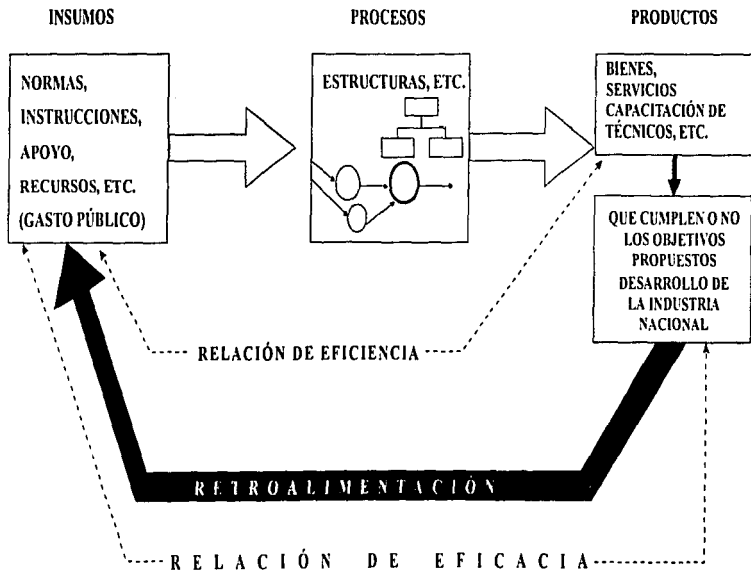 INSUMOS
PROCESOS
PRODUCTOS
NORMAS,
INSTRUCCIONES,
APOYO,
RECURSOS, ETC.
(GASTO PÚBLICO)
ESTRUCTURAS, ETC.
BIENES,
SERVICIOS
CAPACITACIÓN DE
TÉCNICOS, ETC.
QUE CUMPLEN O NO
LOS OBJETIVOS
PROPUESTOS
DESARROLLO DE
LA INDUSTRIA
NACIONAL
RELACIÓN DE EFICIENCIA
RETROALIMENTACIÓN
RELACIÓN DE EFICACIA